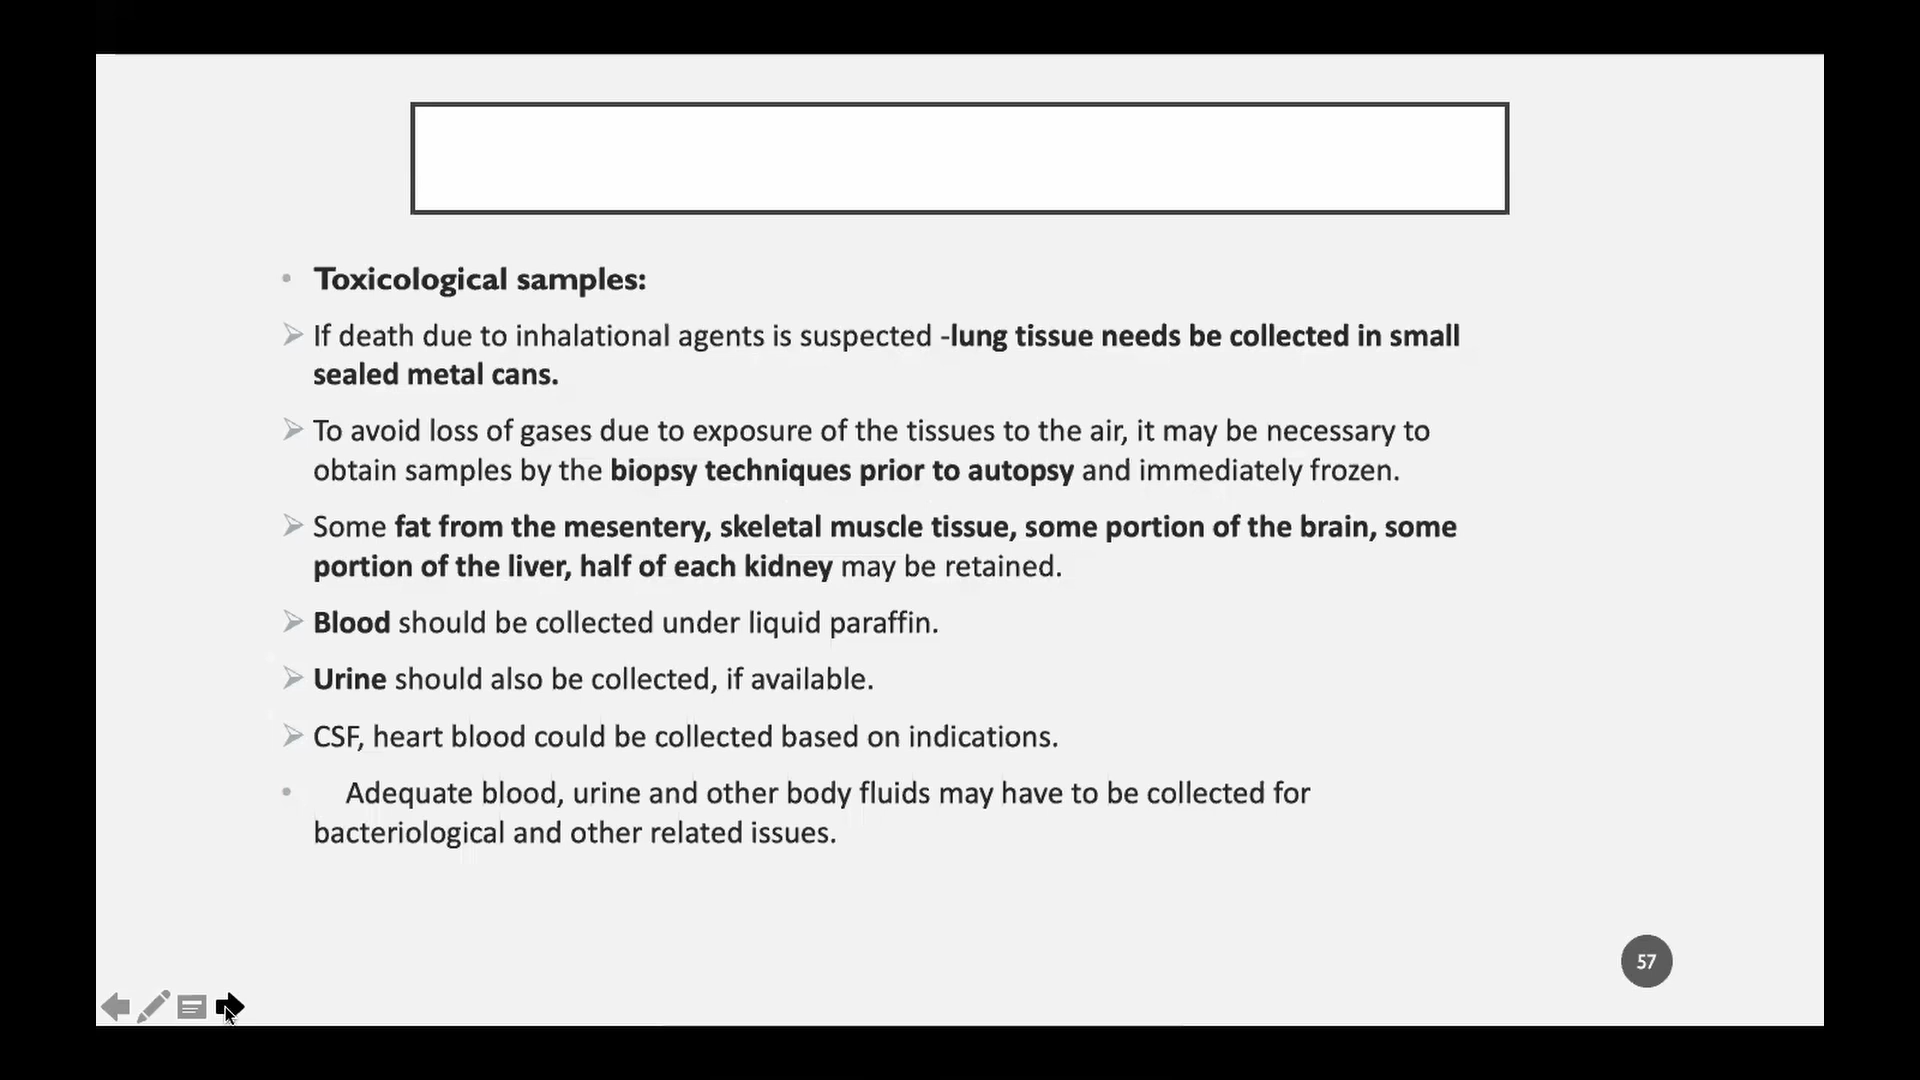 Toxicological samples:
If death due to inhalational agents is suspected -lung tissue needs be collected in small
sealed metal cans.
To avoid loss of gases due to exposure of the tissues to the air, it may be necessary to
obtain samples by the biopsy techniques prior to autopsy and immediately frozen.
Some fat from the mesentery, skeletal muscle tissue, some portion of the brain, some
portion of the liver, half of each kidney may be retained.
Blood should be collected under liquid paraffin.
Urine should also be collected, if available.
CSF, heart blood could be collected based on indications.
Adequate blood, urine and other body fluids may have to be collected for
bacteriological and other related issues.
57